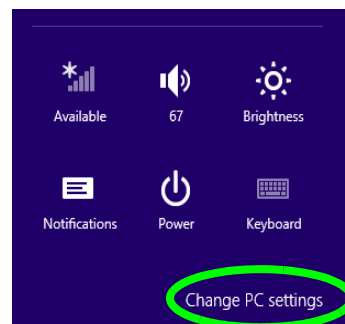 Available 67 Brightness
Notifications Power Keyboard
Change PC settings